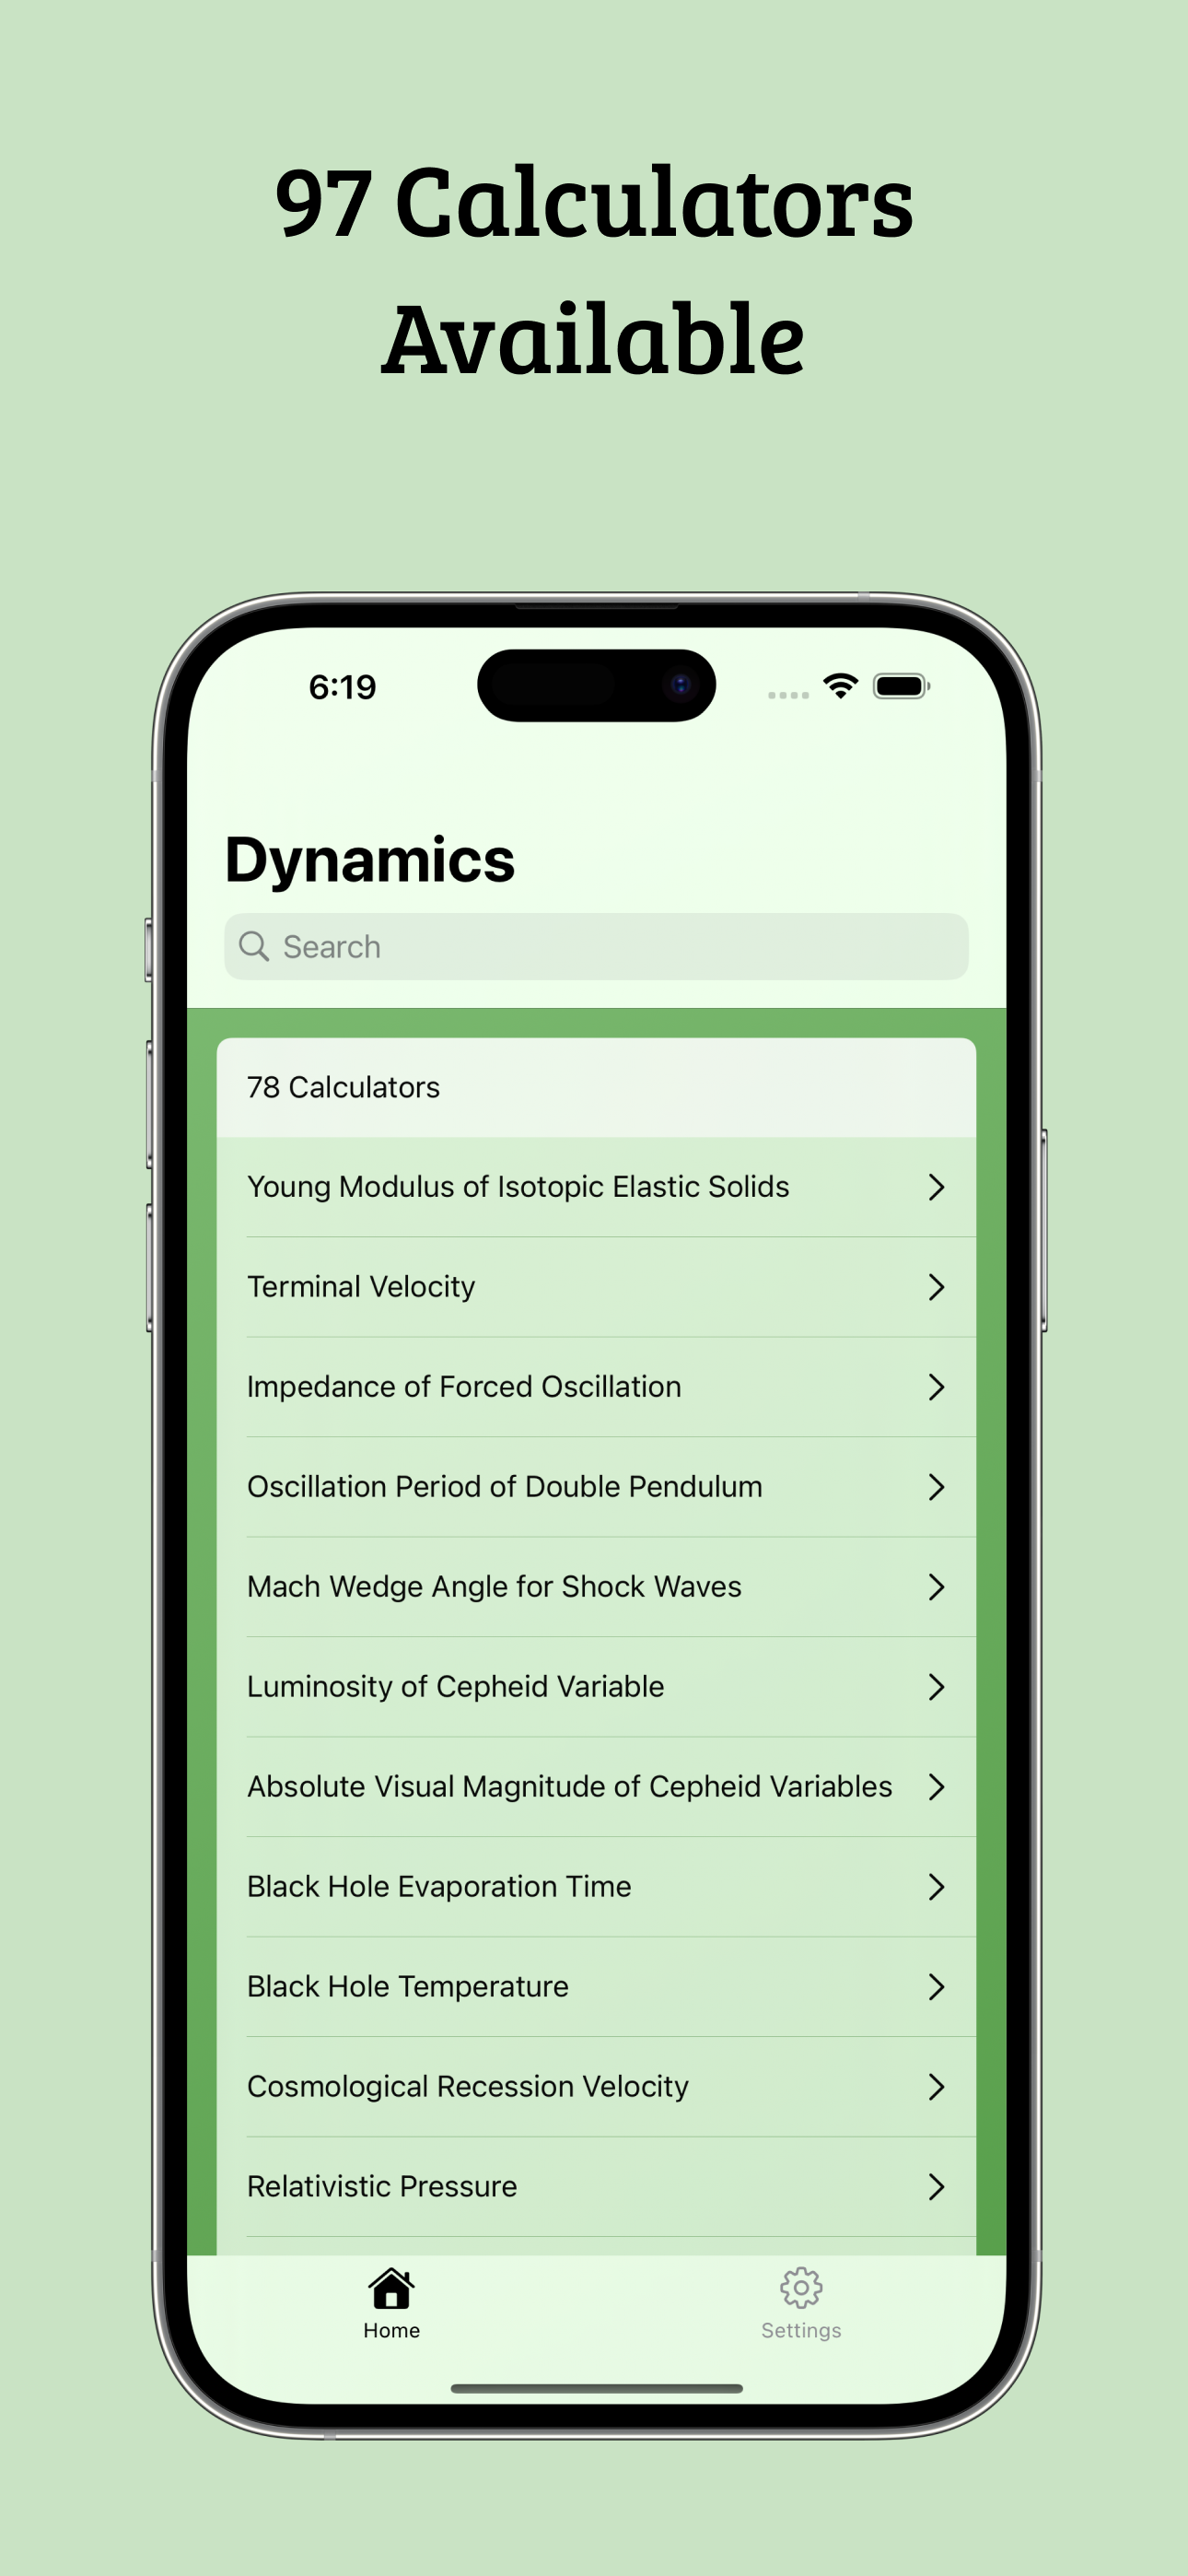 97 Calculators
Available
6:19
Dynamics
Search
78 Calculators
Young Modulus of Isotopic Elastic Solids
Terminal Velocity
Impedance of Forced Oscillation
Oscillation Period of Double Pendulum
Mach Wedge Angle for Shock Waves
Luminosity of Cepheid Variable
Absolute Visual Magnitude of Cepheid Variables
Black Hole Evaporation Time
Black Hole Temperature
Cosmological Recession Velocity
Relativistic Pressure
Home
Settings